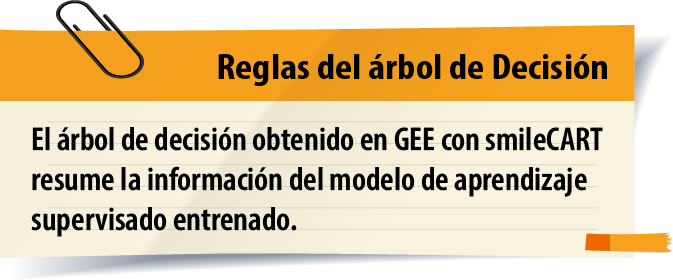 Reglas del árbol de Decisión
El árbol de decisión obtenido en GEE con smileCART
resume la información del modelo de aprendizaje
supervisado entrenado.